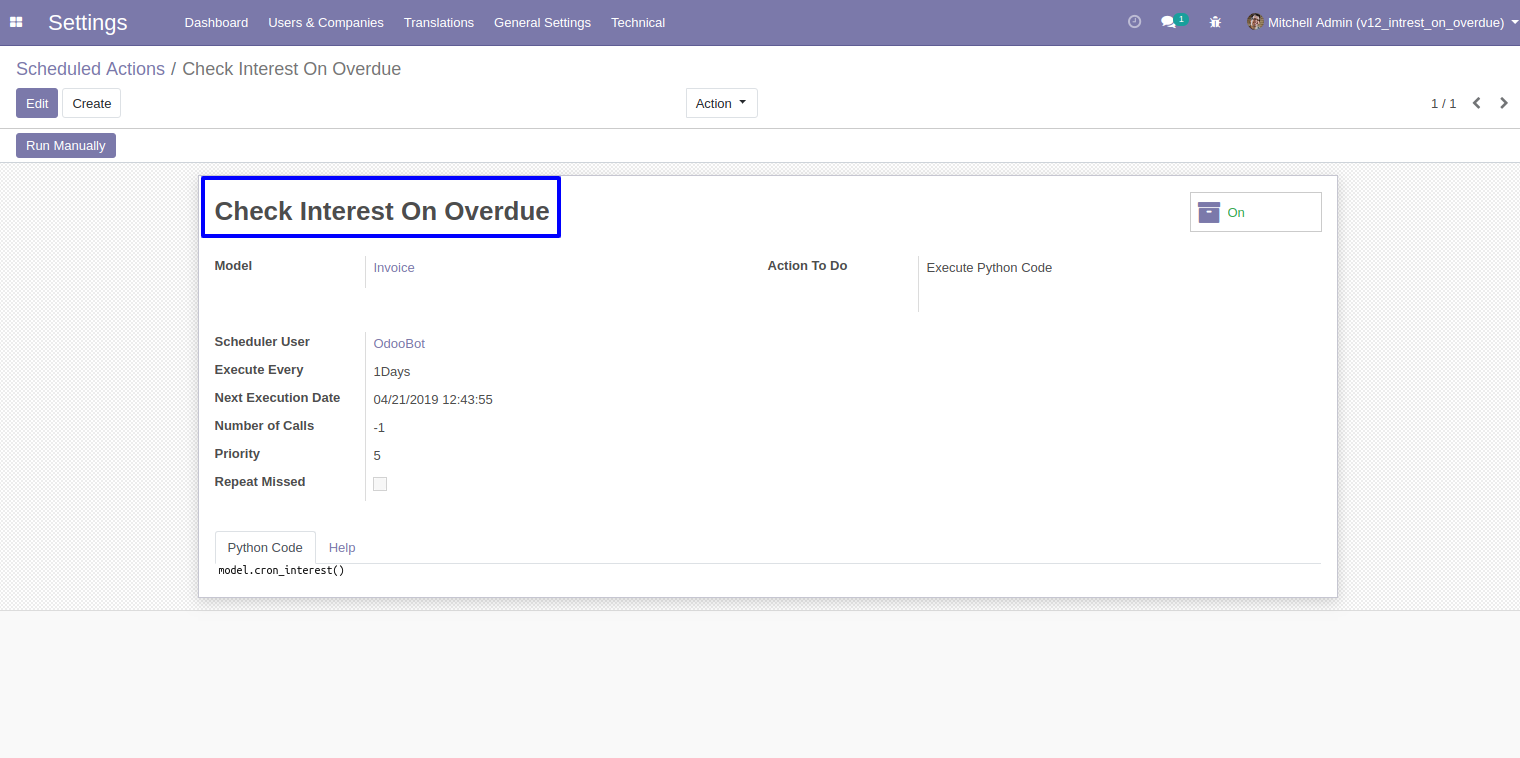 Settings Dashboard Users & Companies Translations General Settings Technical 1 Mitchell Admin (v12_intrest_on_overdue)
Scheduled Actions / Check Interest On Overdue
Edit Create Action 1 / 1
Run Manually
Check Interest On Overdue
On
Model Invoice Action To Do Execute Python Code
Scheduler User OdooBot
Execute Every 1Days
Next Execution Date 04/21/2019 12:43:55
Number of Calls -1
Priority 5
Repeat Missed
Python Code Help
model.cron_interest()